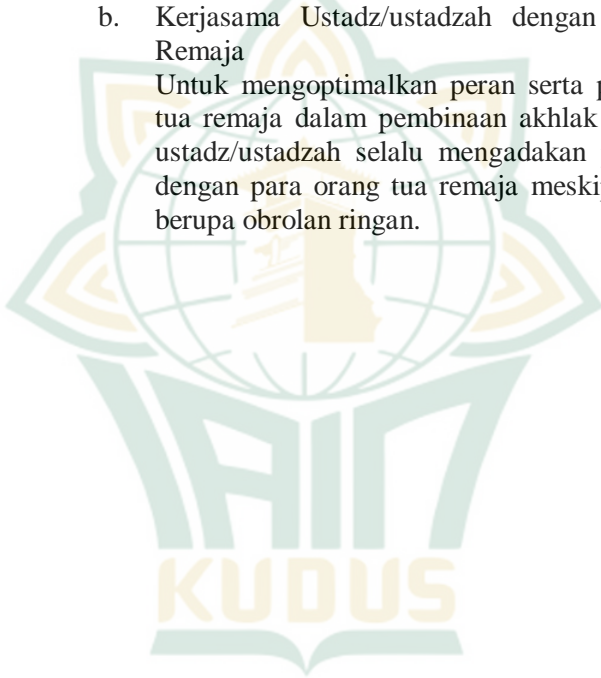 b. Kerjasama Ustadz/ustadzah dengan
Remaja
Untuk mengoptimalkan peran serta
tua remaja dalam pembinaan akhlak
ustadz/ustadzah selalu mengadakan
dengan para orang tua remaja
berupa obrolan ringan.
IAIN
KUDUS